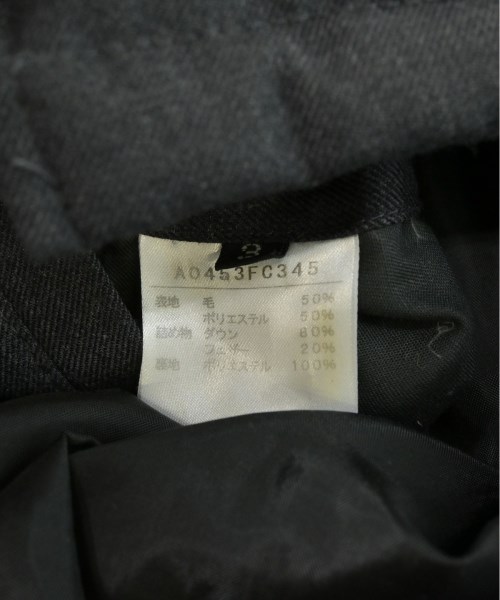 3
A0453FC345
表地 毛 50%
ポリエステル 50%
詰め物 ダウン 80%
フェザー 20%
裏地 ポリエステル 100%